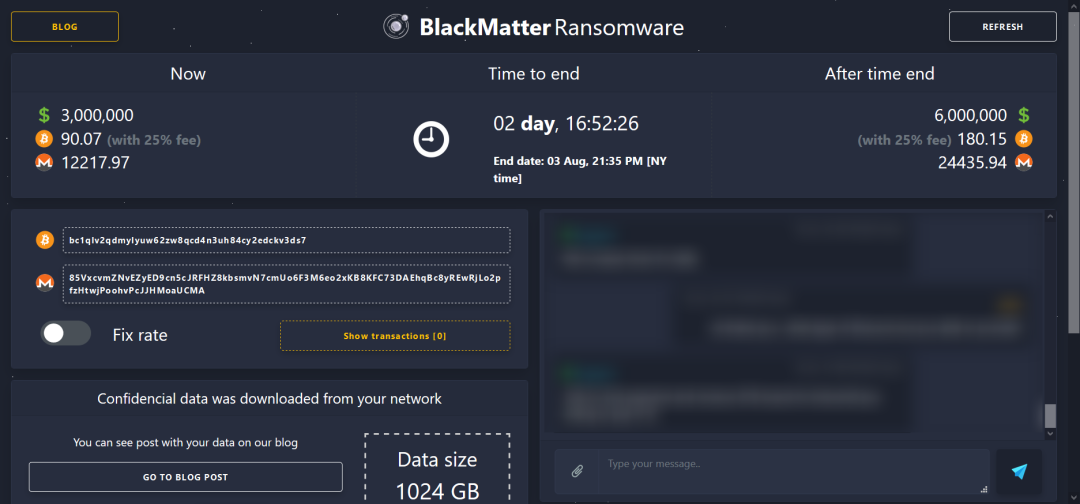 BLOG
BlackMatter Ransomware
REFRESH
Now
Time to end
After time end
$ 3,000,000
90.07 (with 25% fee)
12217.97
02 day, 16:52:26
End date: 03 Aug, 21:35 PM [NY
time]
6,000,000 $
(with 25% fee) 180.15
24435.94
bc1qlv2qdmylyuw62zw8qcd4n3uh84cy2edckv3ds7
85VxcvmZNvEZyED9cn5cJRFHZ8kbsmvN7cmUo6F3M6eo2xKB8KFC73DAEhqBc8yREwRjLo2p
fzHtwjPoohvPcJJHMoaUCMA
Fix rate
Show transactions [0]
Confidencial data was downloaded from your network
You can see post with your data on our blog
GO TO BLOG POST
Data size
1024 GB
Type your message..